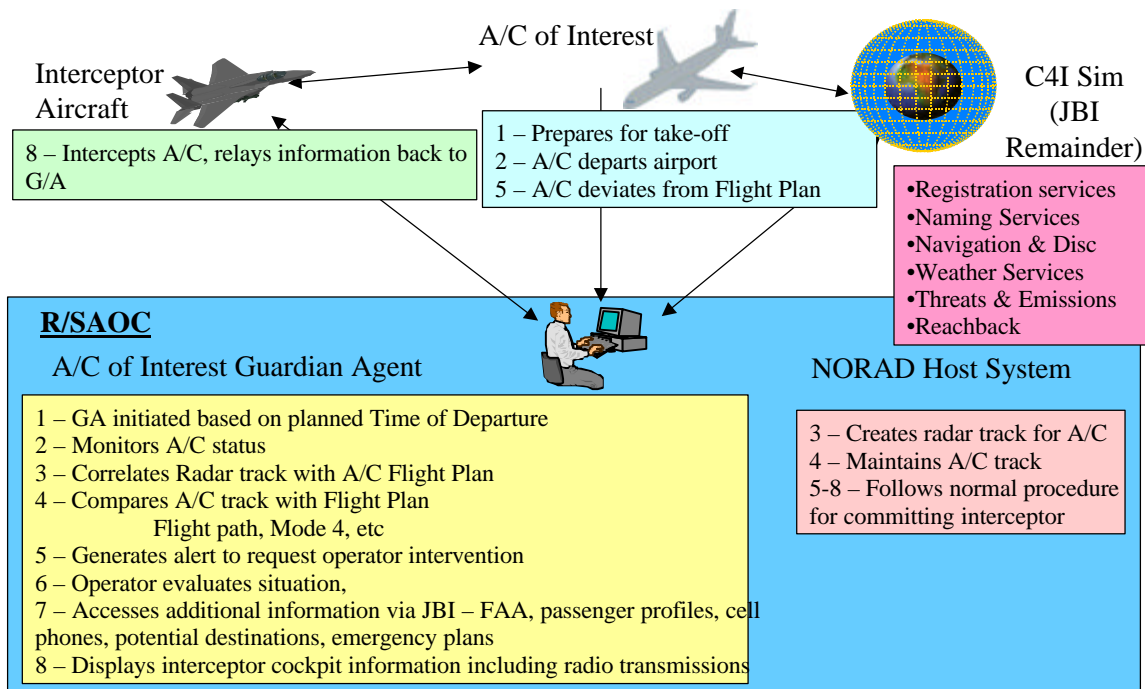 A/C of Interest
Interceptor
Aircraft
C4I Sim
(JBI
Remainder)
8 – Intercepts A/C, relays information back to
G/A
1 – Prepares for take-off
2 – A/C departs airport
5 – A/C deviates from Flight Plan
•Registration services
•Naming Services
•Navigation & Disc
•Weather Services
•Threats & Emissions
•Reachback
R/SAOC
A/C of Interest Guardian Agent
NORAD Host System
1 – GA initiated based on planned Time of Departure
2 – Monitors A/C status
3 – Correlates Radar track with A/C Flight Plan
4 – Compares A/C track with Flight Plan
Flight path, Mode 4, etc
5 – Generates alert to request operator intervention
6 – Operator evaluates situation,
7 – Accesses additional information via JBI – FAA, passenger profiles, cell
phones, potential destinations, emergency plans
8 – Displays interceptor cockpit information including radio transmissions
3 – Creates radar track for A/C
4 – Maintains A/C track
5-8 – Follows normal procedure
for committing interceptor